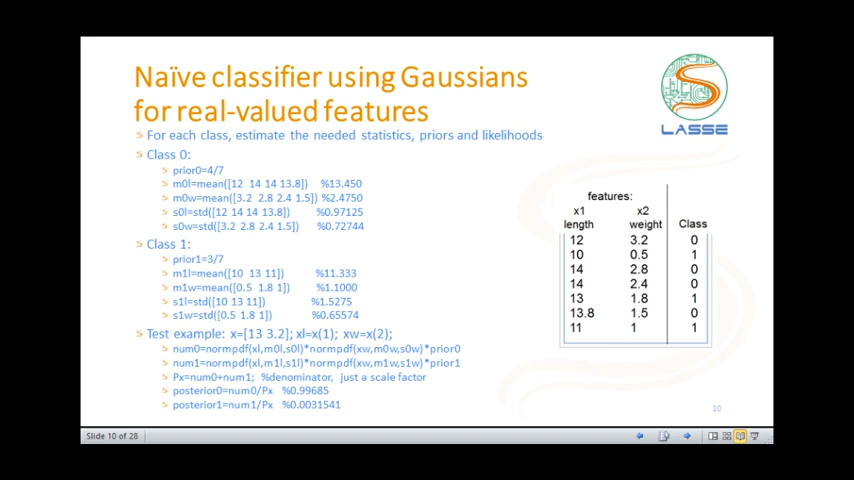 Naïve classifier using Gaussians
for real-valued features
For each class, estimate the needed statistics, priors and likelihoods
Class 0:
prior0=4/7
m0l=mean([12 14 14 13.8]) %13.450
m0w=mean([3.2 2.8 2.4 1.5]) %2.4750
s0l=std([12 14 14 13.8]) %0.97125
s0w=std([3.2 2.8 2.4 1.5]) %0.72744
Class 1:
prior1=3/7
m1l=mean([10 13 11]) %11.333
m1w=mean([0.5 1.8 1]) %1.1000
s1l=std([10 13 11]) %1.5275
s1w=std([0.5 1.8 1]) %0.65574
Test example: x=[13 3.2]; xl=x(1); xw=x(2);
num0=normpdf(xl,m0l,s0l)*normpdf(xw,m0w,s0w)*prior0
num1=normpdf(xl,m1l,s1l)*normpdf(xw,m1w,s1w)*prior1
Px=num0+num1; %denominator, just a scale factor
posterior0=num0/Px %0.99685
posterior1=num1/Px %0.0031541
LASSE
features:
x1 x2
length weight Class
12 3.2 0
10 0.5 1
14 2.8 0
14 2.4 0
13 1.8 1
13.8 1.5 0
11 1 1
10
Slide 10 of 28